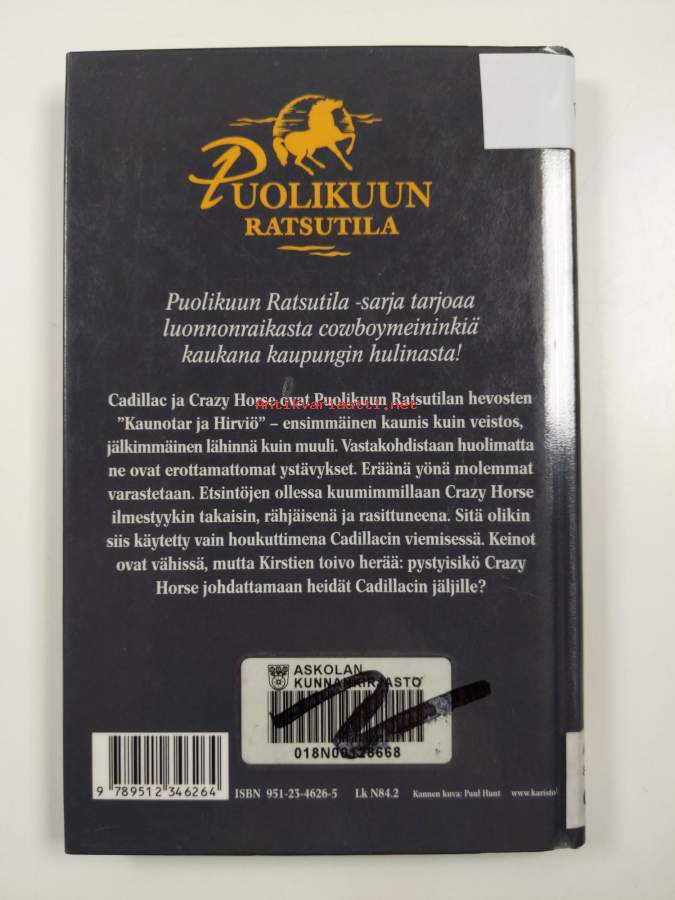 PUOLIKUUN
RATSUTILA
Puolikuun Ratsutila -sarja tarjoaa
luonnonraikasta cowboymeininkiä
kaukana kaupungin hulinasta!
Cadillac ja Crazy Horse ovat Puolikuun Ratsutilan hevosten
Antikvariaatti.net
”Kaunotar ja Hirviö” – ensimmäinen kaunis kuin veistos,
jälkimmäinen lähinnä kuin muuli. Vastakohdistaan huolimatta
ne ovat erottamattomat ystävykset. Eräänä yönä molemmat
varastetaan. Etsintöjen ollessa kuumimmillaan Crazy Horse
ilmestyykin takaisin, rähjäisenä ja rasittuneena. Sitä olikin
siis käytetty vain houkuttimena Cadillacin viemisessä. Keinot
ovat vähissä, mutta Kirstien toivo herää: pystyisikö Crazy
Horse johdattamaan heidät Cadillacin jäljille?
ASKOLAN
KUNNANKIRJASTO
018N00128668
9 789512 346264
ISBN 951-23-4626-5 Lk N84.2 Kannen kuva: Paul Hunt www.karisto